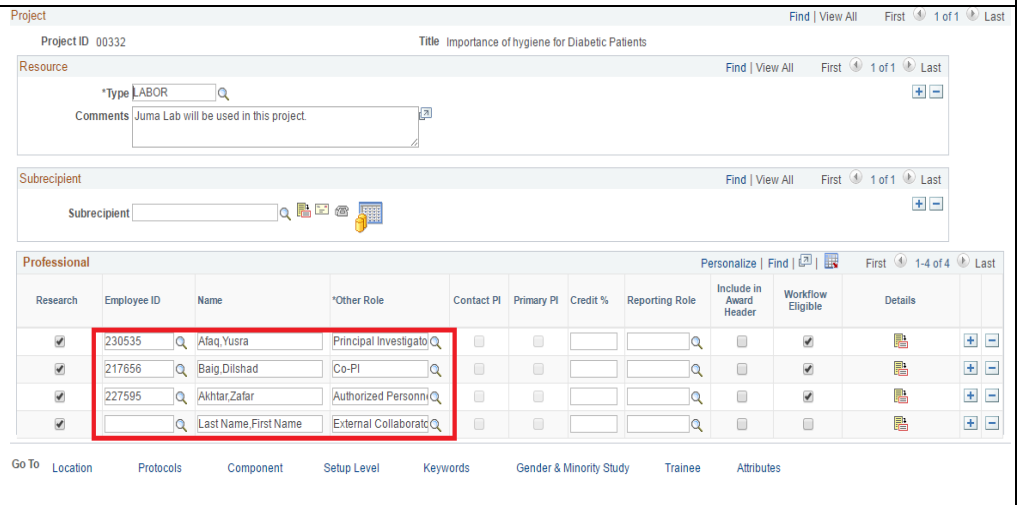 Project Find | View All First 1 of 1 Last
Project ID 00332 Title Importance of hygiene for Diabetic Patients
Resource Find | View All First 1 of 1 Last
*Type LABOR
Comments Juma Lab will be used in this project.
Subrecipient Find | View All First 1 of 1 Last
Subrecipient
Professional Personalize | Find | First 1-4 of 4 Last
Research Employee ID Name *Other Role Contact PI Primary PI Credit % Reporting Role Include in Award Header Workflow Eligible Details
230535 Afaq,Yusra Principal Investigato
217656 Baig,Dilshad Co-PI
227595 Akhtar,Zafar Authorized Personn
Last Name,First Name External Collaborato
Go To Location Protocols Component Setup Level Keywords Gender & Minority Study Trainee Attributes